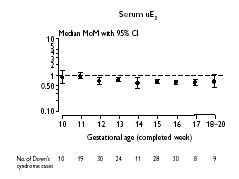 Serum uE3
Median MoM with 95% CI
10
5
3
2
1
0.50
0.10
10 11 12 13 14 15 16 17 18–20
Gestational age (completed week)
No. of Down's 10 19 30 24 11 28 30 8 9
syndrome cases